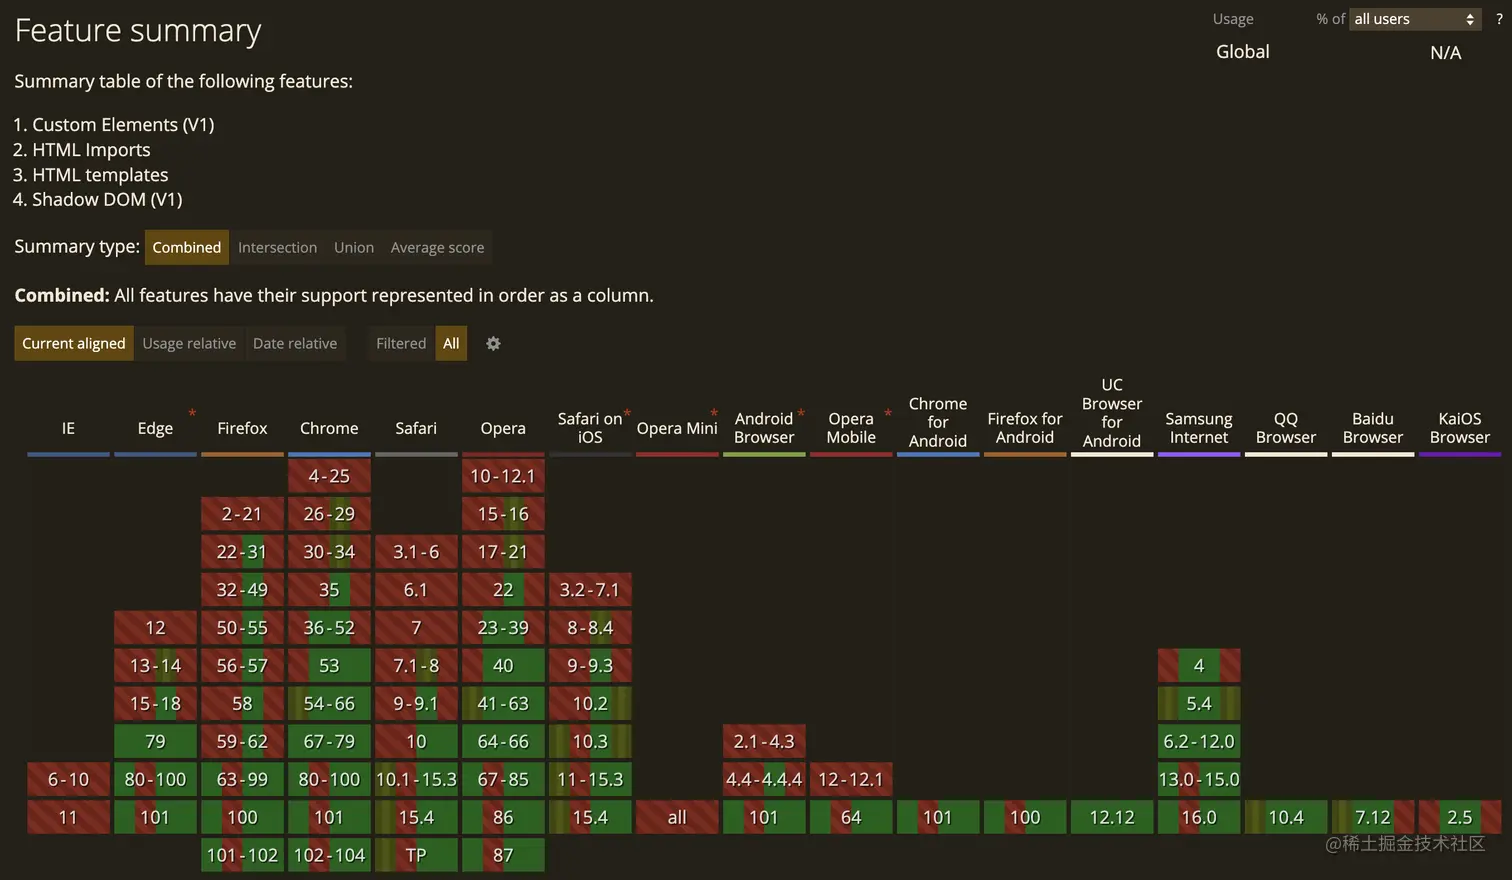 Feature summary
Usage % of all users ?
Global N/A
Summary table of the following features:
1. Custom Elements (V1)
2. HTML Imports
3. HTML templates
4. Shadow DOM (V1)
Summary type: Combined Intersection Union Average score
Combined: All features have their support represented in order as a column.
Current aligned Usage relative Date relative Filtered All
IE Edge * Firefox Chrome Safari Opera Safari on iOS * Opera Mini * Android Browser * Opera Mobile * Chrome for Android Firefox for Android UC Browser for Android Samsung Internet QQ Browser Baidu Browser KaiOS Browser
4-25 10-12.1
2-21 26-29 15-16
22-31 30-34 3.1-6 17-21
32-49 35 6.1 22 3.2-7.1
12 50-55 36-52 7 23-39 8-8.4
13-14 56-57 53 7.1-8 40 9-9.3 4
15-18 58 54-66 9-9.1 41-63 10.2 5.4
79 59-62 67-79 10 64-66 10.3 2.1-4.3 6.2-12.0
6-10 80-100 63-99 80-100 10.1-15.3 67-85 11-15.3 4.4-4.4.4 12-12.1 13.0-15.0
11 101 100 101 15.4 86 15.4 all 101 64 101 100 12.12 16.0 10.4 7.12 2.5
101-102 102-104 TP 87
@稀土掘金技术社区